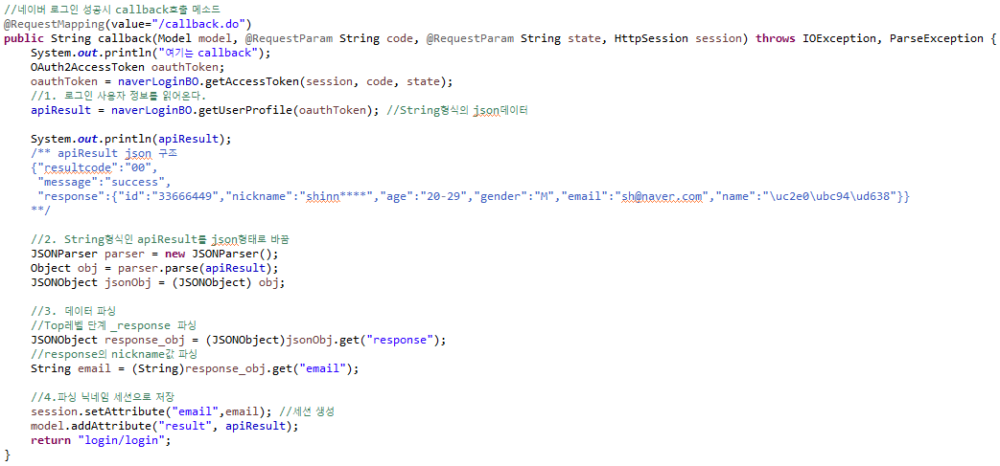 //네이버 로그인 성공시 callback호출 메소드
@RequestMapping(value="/callback.do")
public String callback(Model model, @RequestParam String code, @RequestParam String state, HttpSession session) throws IOException, ParseException {
System.out.println("여기는 callback");
OAuth2AccessToken oauthToken;
oauthToken = naverLoginBO.getAccessToken(session, code, state);
//1. 로그인 사용자 정보를 읽어온다.
apiResult = naverLoginBO.getUserProfile(oauthToken); //String형식의 json데이터
System.out.println(apiResult);
/** apiResult json 구조
{"resultcode":"00",
"message":"success",
"response":{"id":"33666449","nickname":"shinn****","age":"20-29","gender":"M","email":"sh@naver.com","name":"\uc2e0\ubc94\ud638"}}
**/
//2. String형식인 apiResult를 json형태로 바꿈
JSONParser parser = new JSONParser();
Object obj = parser.parse(apiResult);
JSONObject jsonObj = (JSONObject) obj;
//3. 데이터 파싱
//Top레벨 단계 _response 파싱
JSONObject response_obj = (JSONObject)jsonObj.get("response");
//response의 nickname값 파싱
String email = (String)response_obj.get("email");
//4.파싱 닉네임 세션으로 저장
session.setAttribute("email",email); //세션 생성
model.addAttribute("result", apiResult);
return "login/login";
}